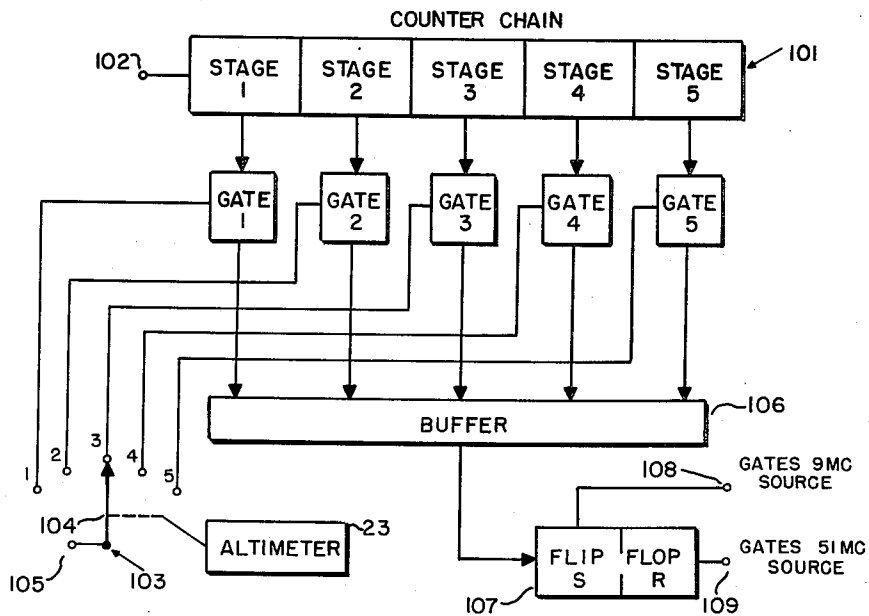 COUNTER CHAIN
102
STAGE 1
STAGE 2
STAGE 3
STAGE 4
STAGE 5
101
GATE 1
GATE 2
GATE 3
GATE 4
GATE 5
BUFFER
106
1
2
3
4
5
104
105
103
ALTIMETER
23
108
GATES 9MC
SOURCE
FLIP FLOP
S R
107
GATES 51MC
SOURCE
109